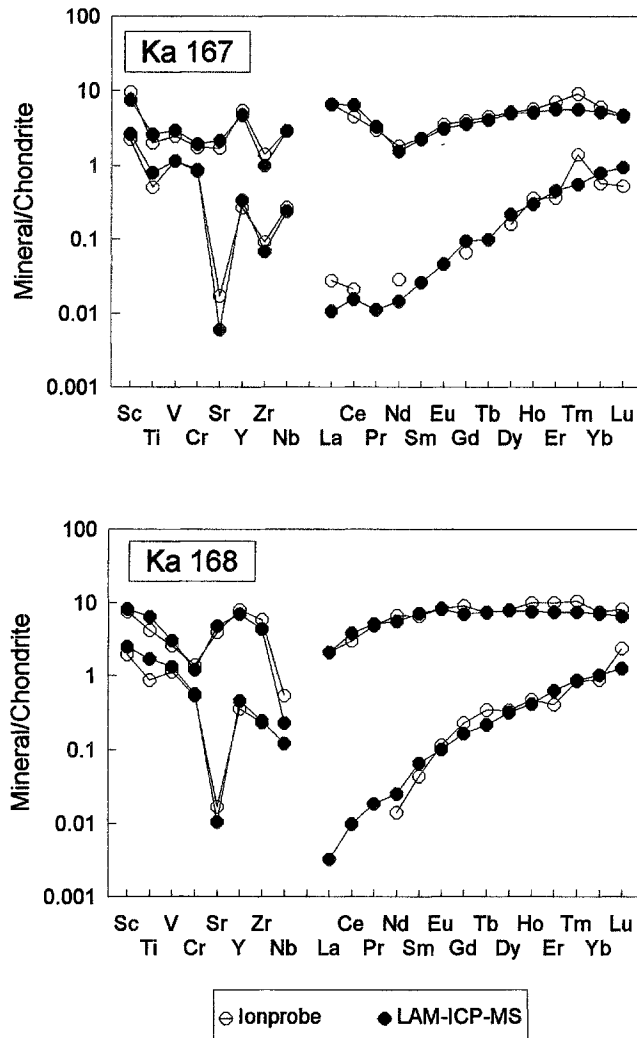 Ka 167
100
10
1
0.1
0.01
0.001
Mineral/Chondrite
Sc V Sr Zr Ce Nd Eu Tb Ho Tm Lu
Ti Cr Y Nb La Pr Sm Gd Dy Er Yb
Ka 168
100
10
1
0.1
0.01
0.001
Mineral/Chondrite
Sc V Sr Zr Ce Nd Eu Tb Ho Tm Lu
Ti Cr Y Nb La Pr Sm Gd Dy Er Yb
Ionprobe LAM-ICP-MS